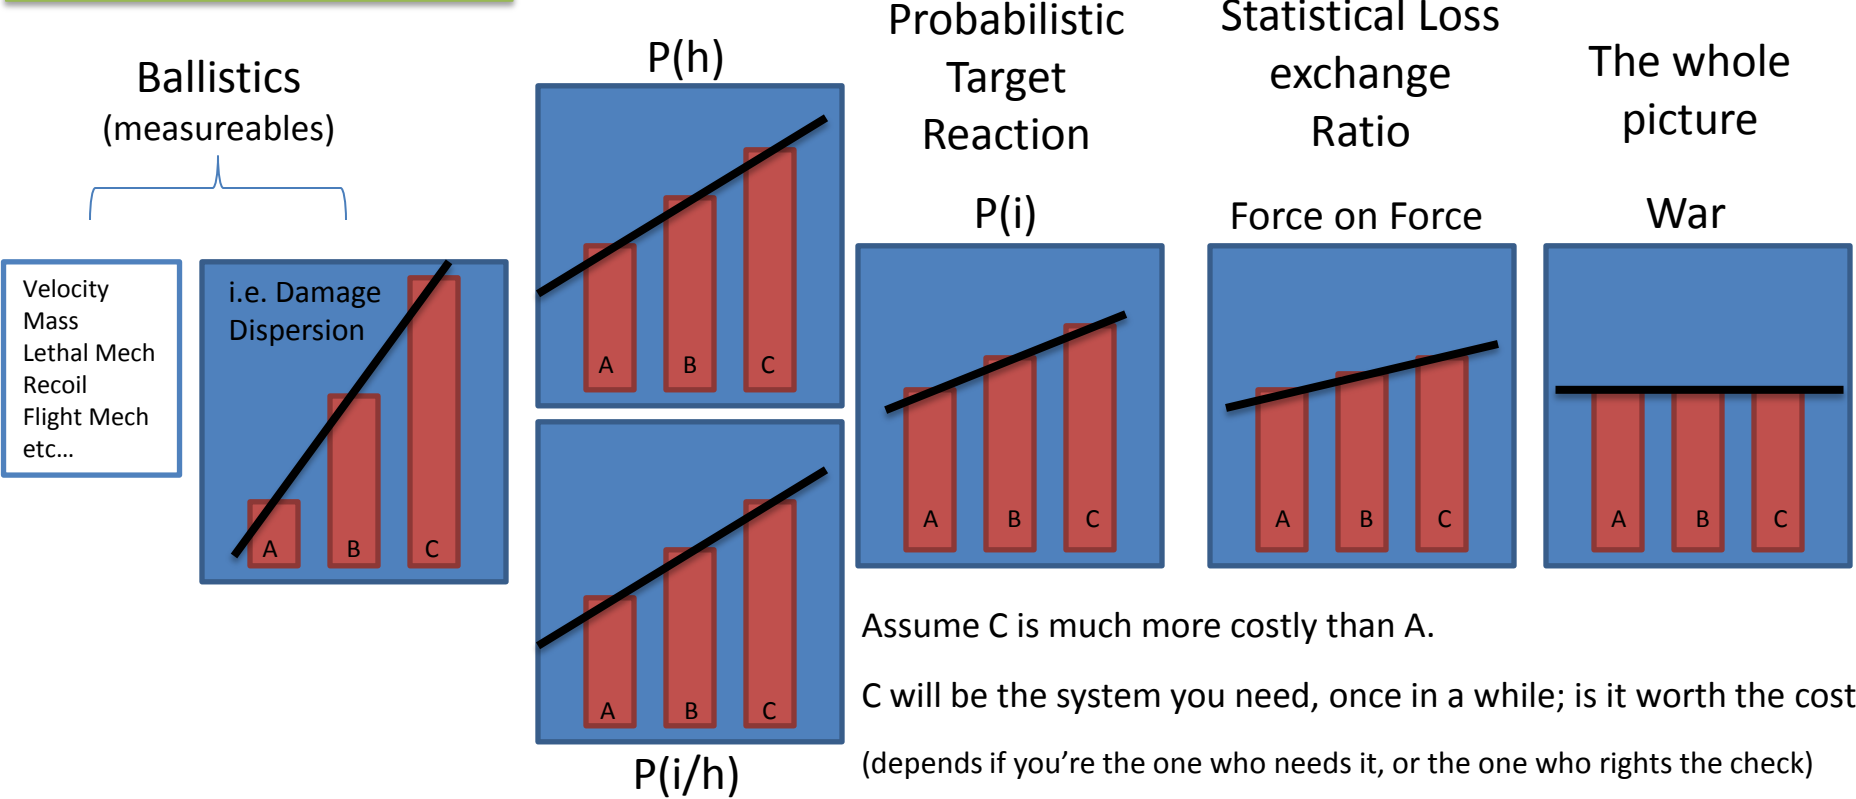 Ballistics
(measureables)
Velocity
Mass
Lethal Mech
Recoil
Flight Mech
etc…
i.e. Damage
Dispersion
A
B
C
P(h)
A
B
C
A
B
C
P(i/h)
Probabilistic
Target
Reaction
P(i)
A
B
C
Statistical Loss
exchange
Ratio
Force on Force
A
B
C
The whole
picture
War
A
B
C
Assume C is much more costly than A.
C will be the system you need, once in a while; is it worth the cost
(depends if you’re the one who needs it, or the one who rights the check)